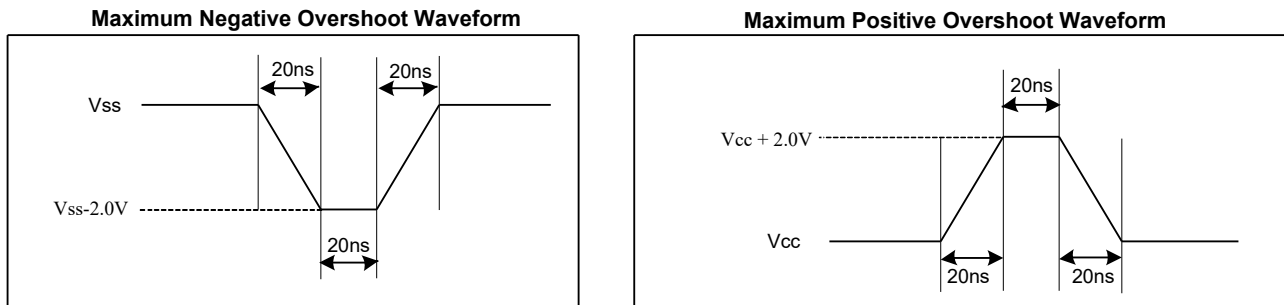 Maximum Negative Overshoot Waveform
20ns
20ns
Vss
Vss-2.0V
20ns
Maximum Positive Overshoot Waveform
20ns
Vcc + 2.0V
Vcc
20ns
20ns